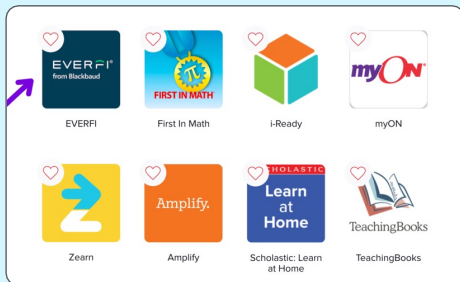 EVERFI
from Blackbaud
FIRST IN MATH
myON
EVERFI
First In Math
i-Ready
myON
Amplify.
SCHOLASTIC
Learn
at
Home
TeachingBooks
Zearn
Amplify
Scholastic: Learn
at Home
TeachingBooks